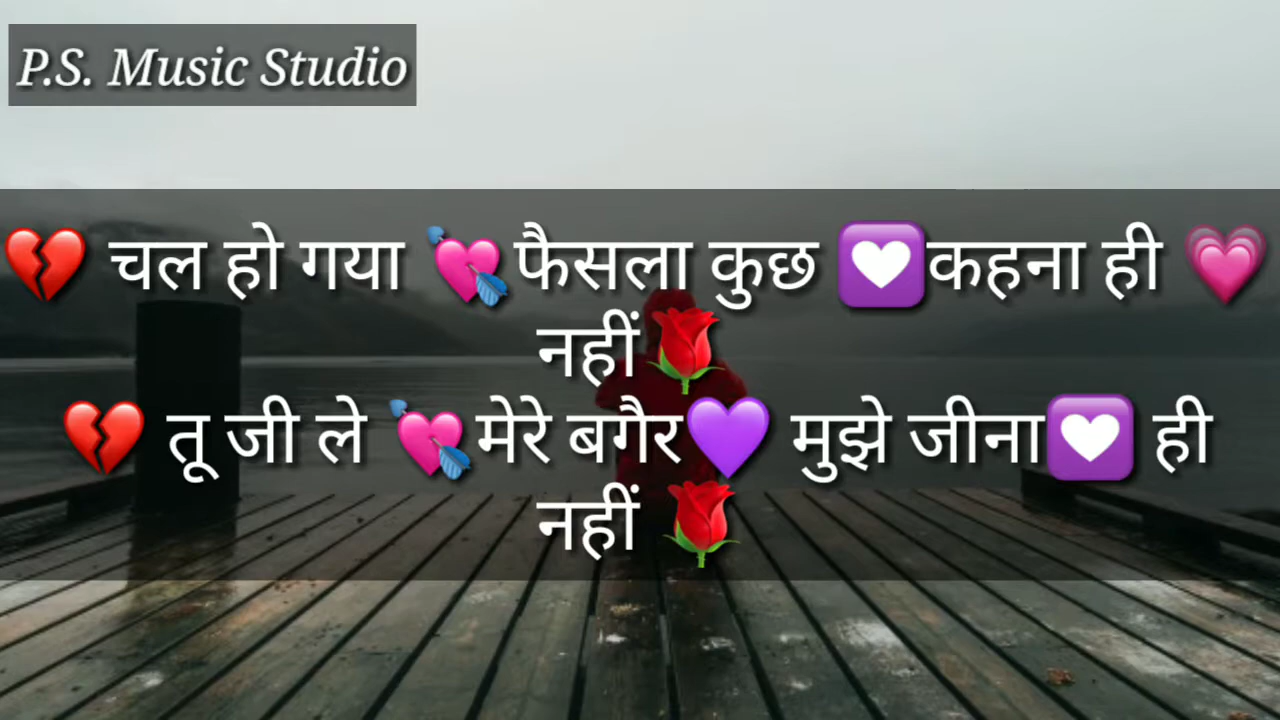 P.S. Music Studio
💔 चल हो गया 💘फैसला कुछ 💟कहना ही 💗
नहीं🌹
💔 तू जी ले 💘मेरे बगैर💜 मुझे जीना💟 ही
नहीं 🌹